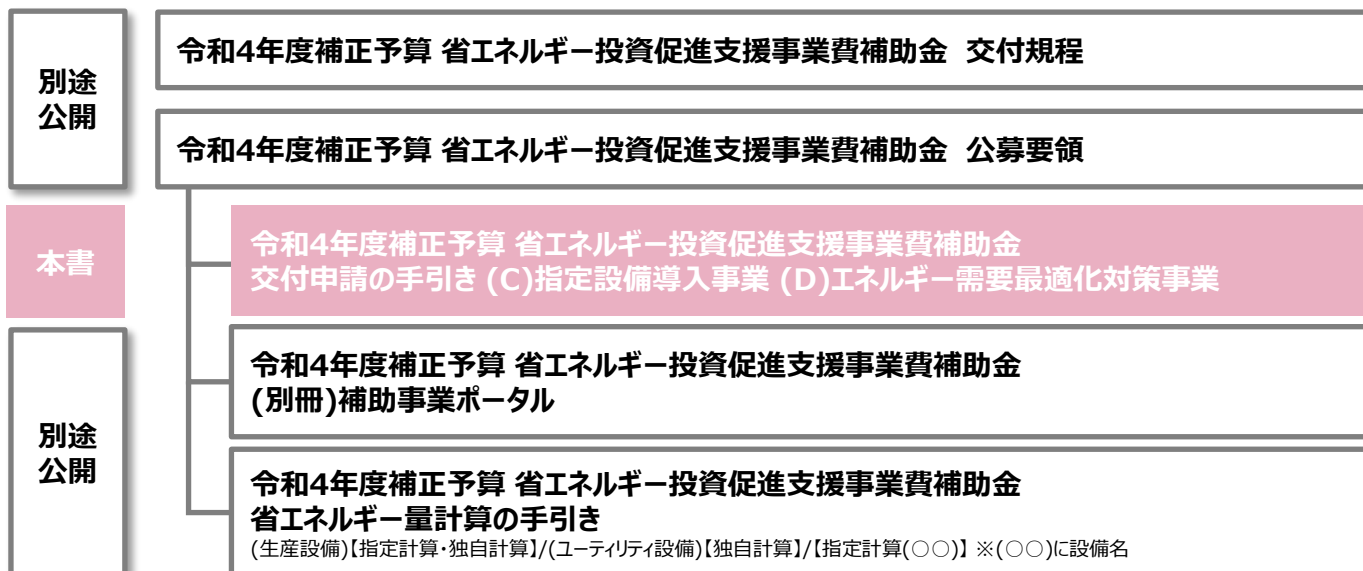 別途
公開
令和4年度補正予算 省エネルギー投資促進支援事業費補助金 交付規程
令和4年度補正予算 省エネルギー投資促進支援事業費補助金 公募要領
本書
令和4年度補正予算 省エネルギー投資促進支援事業費補助金
交付申請の手引き (C)指定設備導入事業 (D)エネルギー需要最適化対策事業
別途
公開
令和4年度補正予算 省エネルギー投資促進支援事業費補助金
(別冊)補助事業ポータル
令和4年度補正予算 省エネルギー投資促進支援事業費補助金
省エネルギー量計算の手引き
(生産設備)【指定計算・独自計算】/(ユーティリティ設備)【独自計算】/【指定計算(○○)】 ※(○○)に設備名